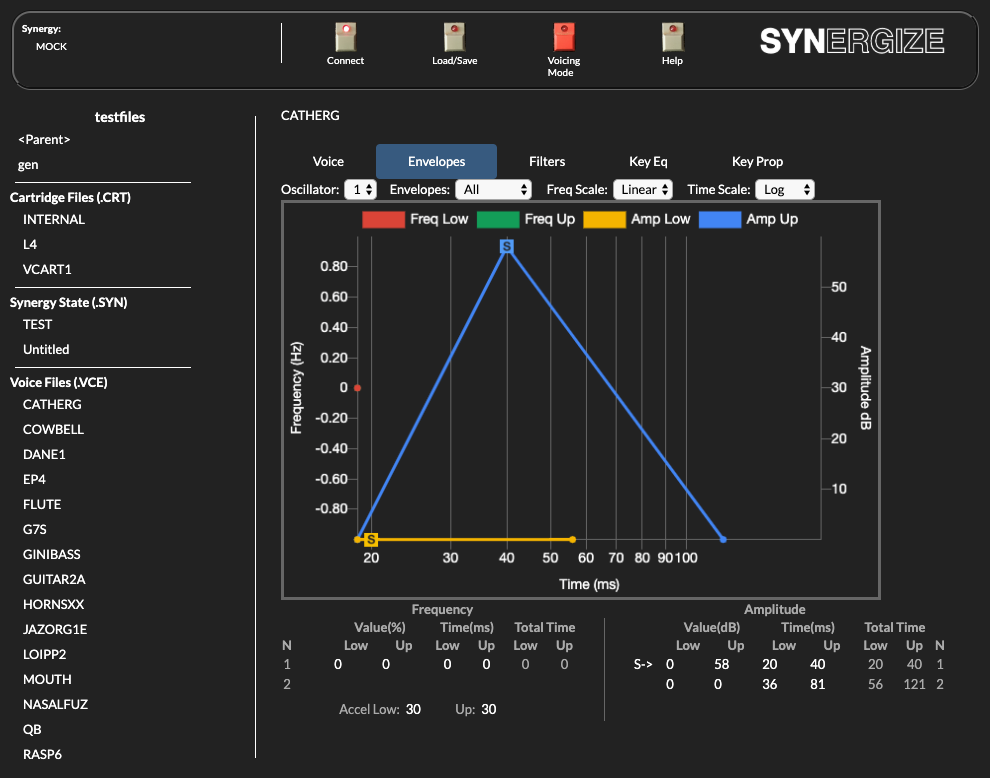 Synergy:
MOCK
Connect
Load/Save
Voicing
Mode
Help
SYNERGIZE
testfiles
<Parent>
gen
Cartridge Files (.CRT)
INTERNAL
L4
VCART1
Synergy State (.SYN)
TEST
Untitled
Voice Files (.VCE)
CATHERG
COWBELL
DANE1
EP4
FLUTE
G7S
GINIBASS
GUITAR2A
HORNSXX
JAZORG1E
LOIPP2
MOUTH
NASALFUZ
QB
RASP6
CATHERG
Voice Envelopes Filters Key Eq Key Prop
Oscillator: 1 Envelopes: All Freq Scale: Linear Time Scale: Log
Freq Low Freq Up Amp Low Amp Up
S
0.80
0.60
0.40
0.20
0
-0.20
-0.40
-0.60
-0.80
Frequency (Hz)
50
40
30
20
10
Amplitude dB
S
20 30 40 50 60 70 80 90 100
Time (ms)
Frequency
Value(%) Time(ms) Total Time
N Low Up Low Up Low Up
1 0 0 0 0 0 0
2
Accel Low: 30 Up: 30
Amplitude
Value(dB) Time(ms) Total Time
Low Up Low Up Low Up N
S-> 0 58 20 40 20 40 1
0 0 36 81 56 121 2